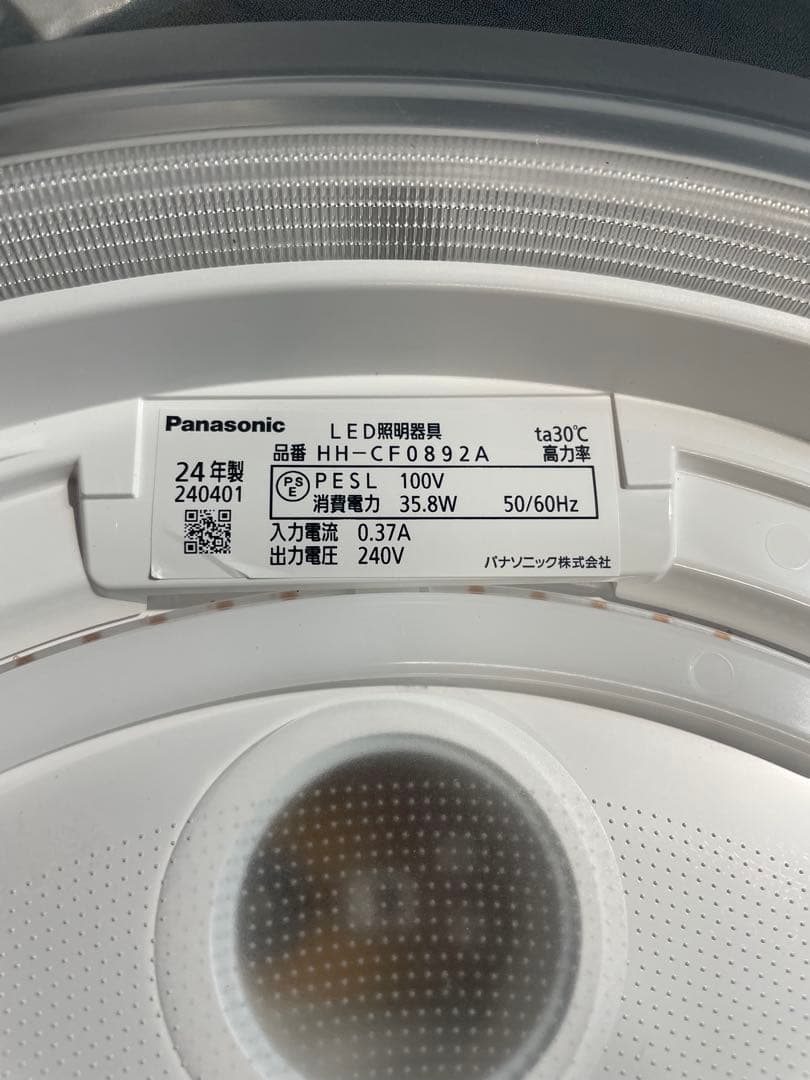 Panasonic
LED照明器具
ta30℃
品番 HH-CF0892A
高力率
24年製
240401
PSE
PESL 100V
消費電力 35.8W 50/60Hz
入力電流 0.37A
出力電圧 240V
パナソニック株式会社